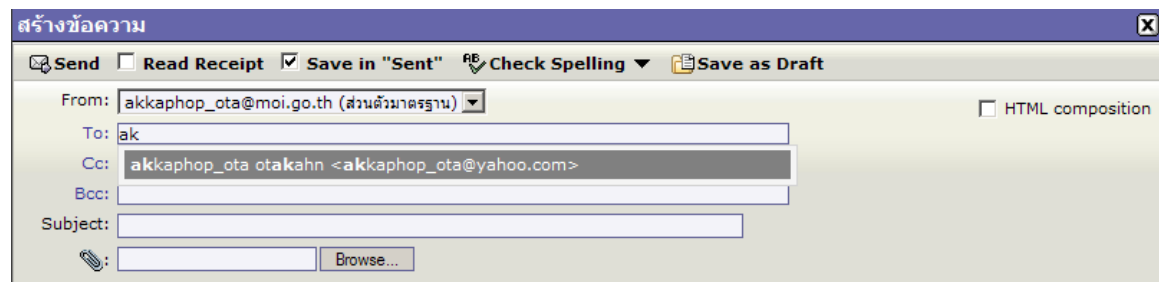 สร้างข้อความ
Send Read Receipt Save in "Sent" Check Spelling Save as Draft
From: akkaphop_ota@moi.go.th (ส่วนตัวมาตรฐาน) HTML composition
To: ak
Cc: akkaphop_ota otakahn <akkaphop_ota@yahoo.com>
Bcc:
Subject:
: Browse...